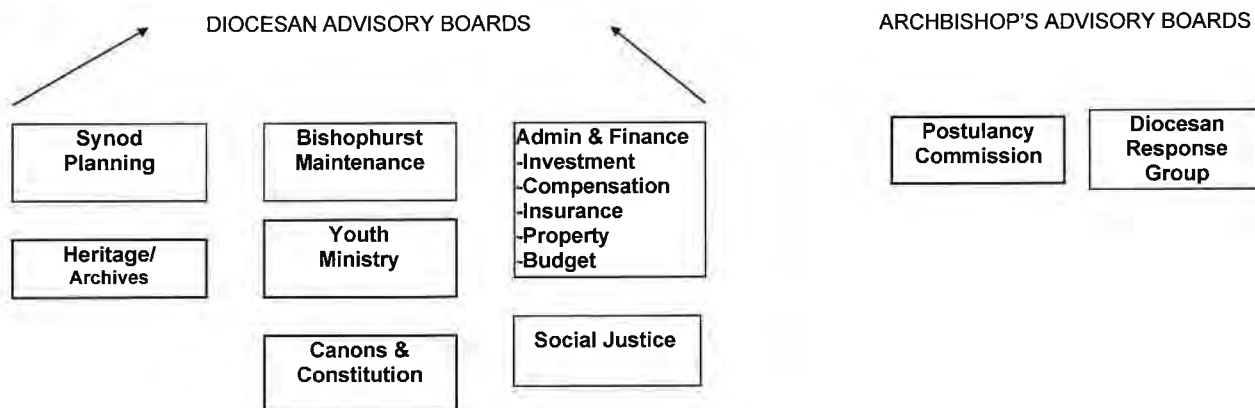 DIOCESAN ADVISORY BOARDS
ARCHBISHOP'S ADVISORY BOARDS
Synod
Planning
Bishophurst
Maintenance
Admin & Finance
-Investment
-Compensation
-Insurance
-Property
-Budget
Postulancy
Commission
Diocesan
Response
Group
Heritage/
Archives
Youth
Ministry
Canons &
Constitution
Social Justice